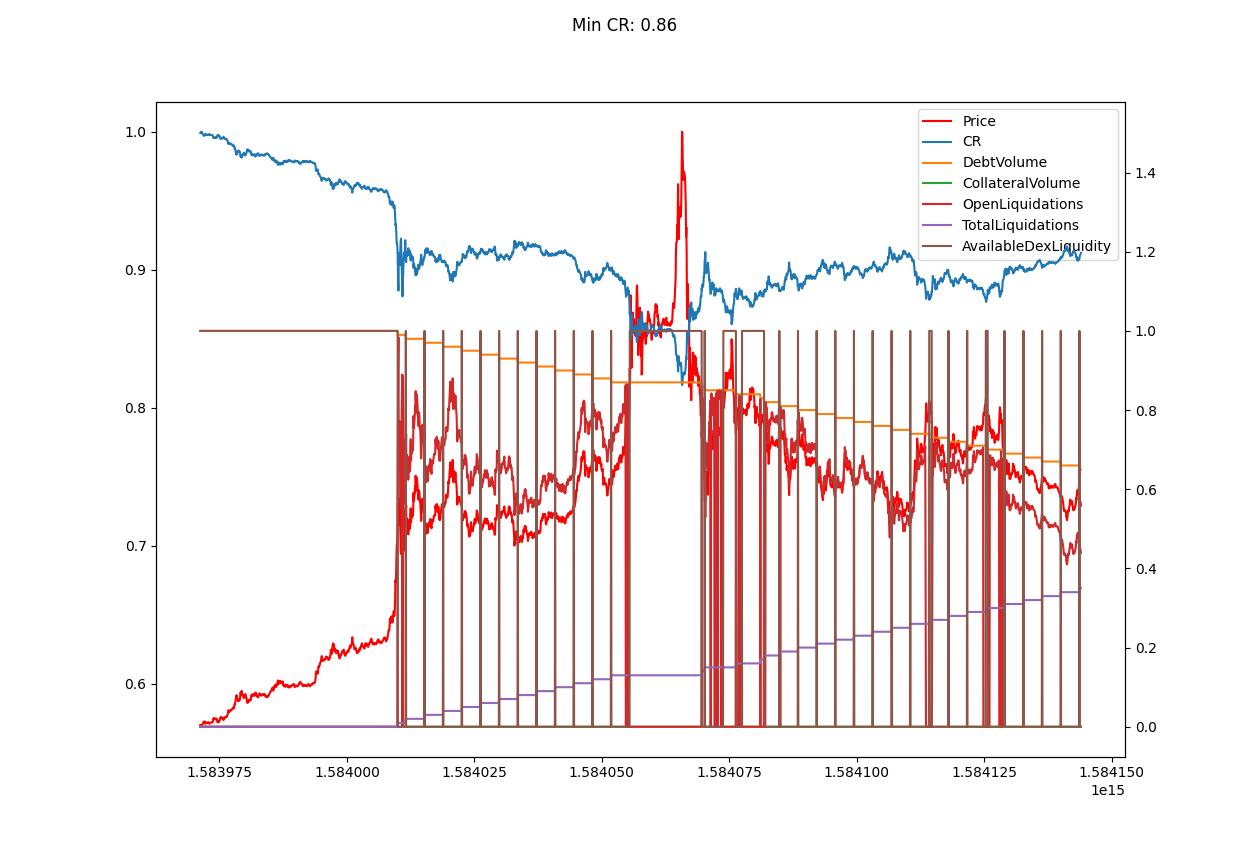 Min CR: 0.86
1.0
0.9
0.8
0.7
0.6
1.4
1.2
1.0
0.8
0.6
0.4
0.2
0.0
Price
CR
DebtVolume
CollateralVolume
OpenLiquidations
TotalLiquidations
AvailableDexLiquidity
1.583975 1.584000 1.584025 1.584050 1.584075 1.584100 1.584125 1.584150
1e15